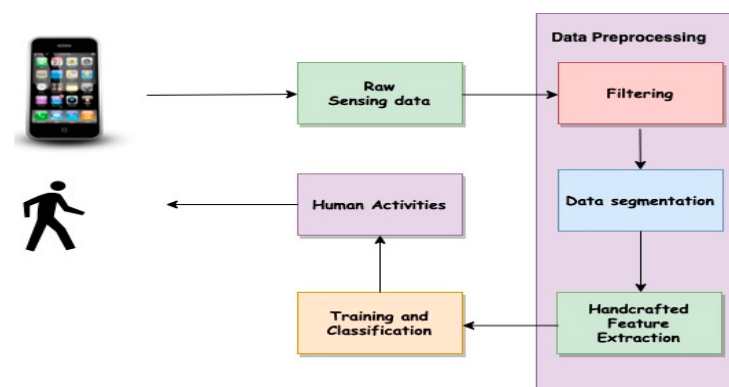 Data Preprocessing
Raw
Sensing data
Filtering
Human Activities
Data segmentation
Training and
Classification
Handcrafted
Feature
Extraction